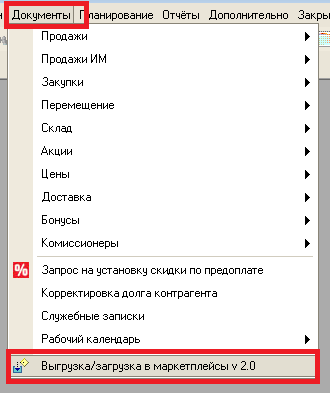 Документы Планирование Отчёты Дополнительно Закры
Продажи
Продажи ИМ
Закупки
Перемещение
Склад
Акции
Цены
Доставка
Бонусы
Комиссионеры
% Запрос на установку скидки по предоплате
Корректировка долга контрагента
Служебные записки
Рабочий календарь
Выгрузка/загрузка в маркетплейсы v 2.0